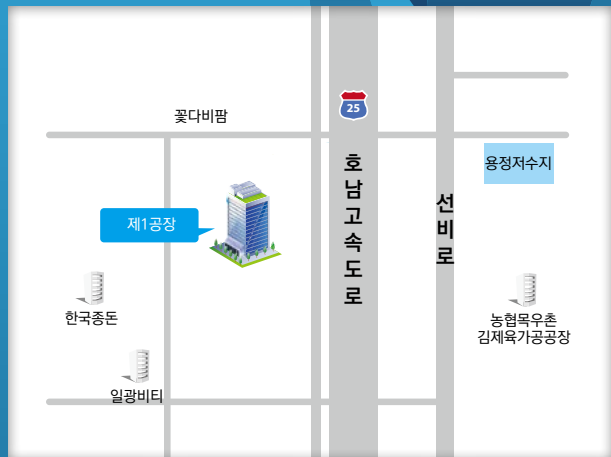 꽃다비팜
25
호남고속도로
선비로
용정저수지
제1공장
한국종돈
일광비티
농협목우촌
김제육가공공장